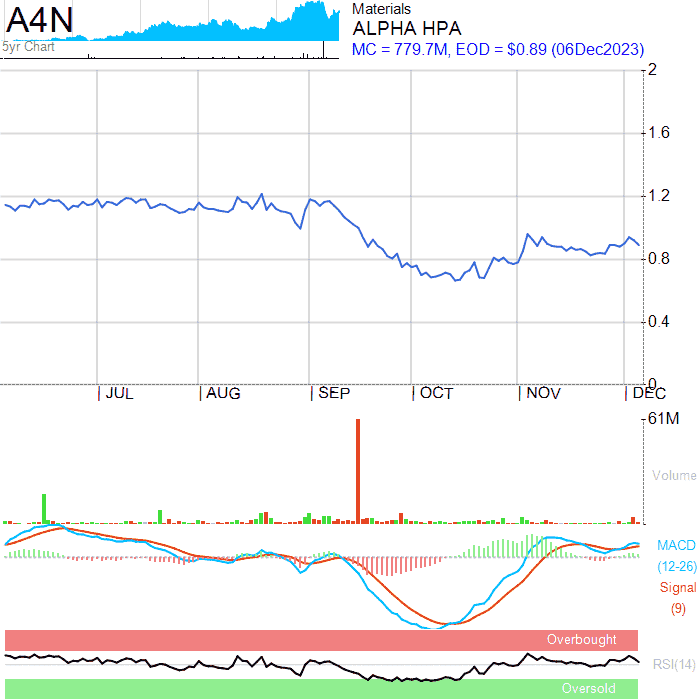 A4N
5yr Chart
Materials
ALPHA HPA
MC = 779.7M, EOD = $0.89 (06Dec2023)
2
1.6
1.2
0.8
0.4
0
JUL AUG SEP OCT NOV DEC
61M
Volume
MACD
(12-26)
Signal
(9)
Overbought
RSI(14)
Oversold